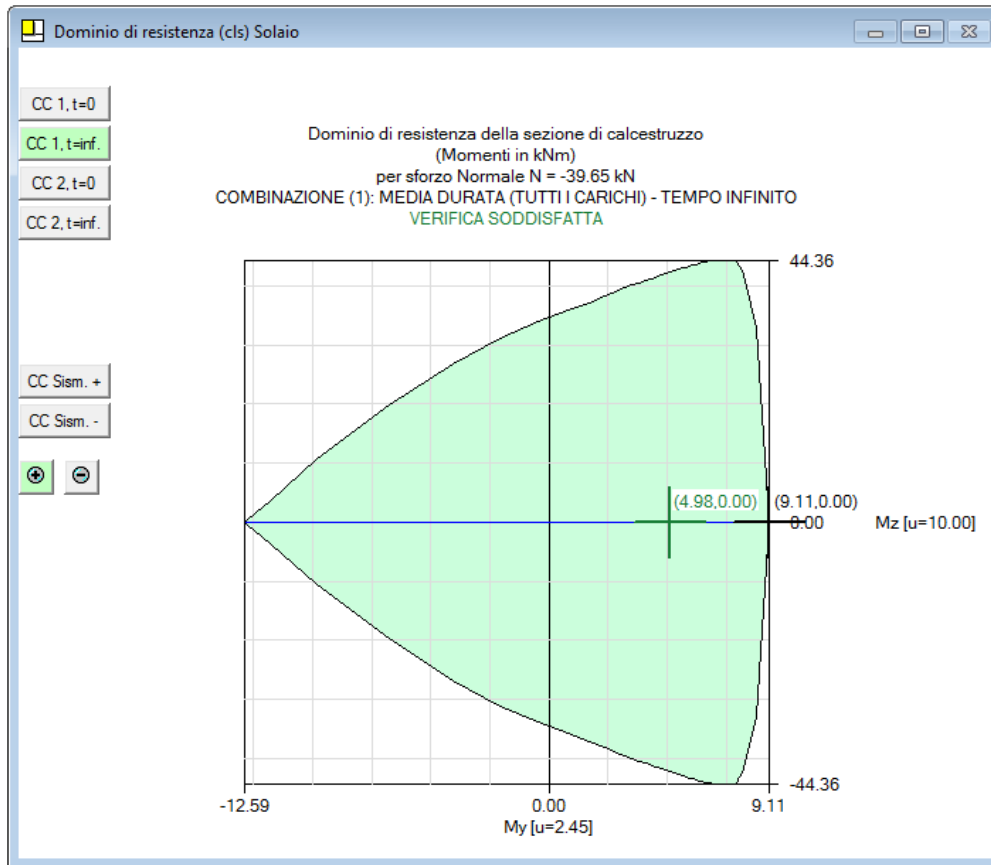 Dominio di resistenza (cls) Solaio
CC 1, t=0
CC 1, t=inf.
CC 2, t=0
CC 2, t=inf.
CC Sism. +
CC Sism. -
Dominio di resistenza della sezione di calcestruzzo
(Momenti in kNm)
per sforzo Normale N = -39.65 kN
COMBINAZIONE (1): MEDIA DURATA (TUTTI I CARICHI) - TEMPO INFINITO
VERIFICA SODDISFATTA
44.36
(4.98,0.00)
(9.11,0.00)
0.00
Mz [u=10.00]
-44.36
-12.59
0.00
9.11
My [u=2.45]